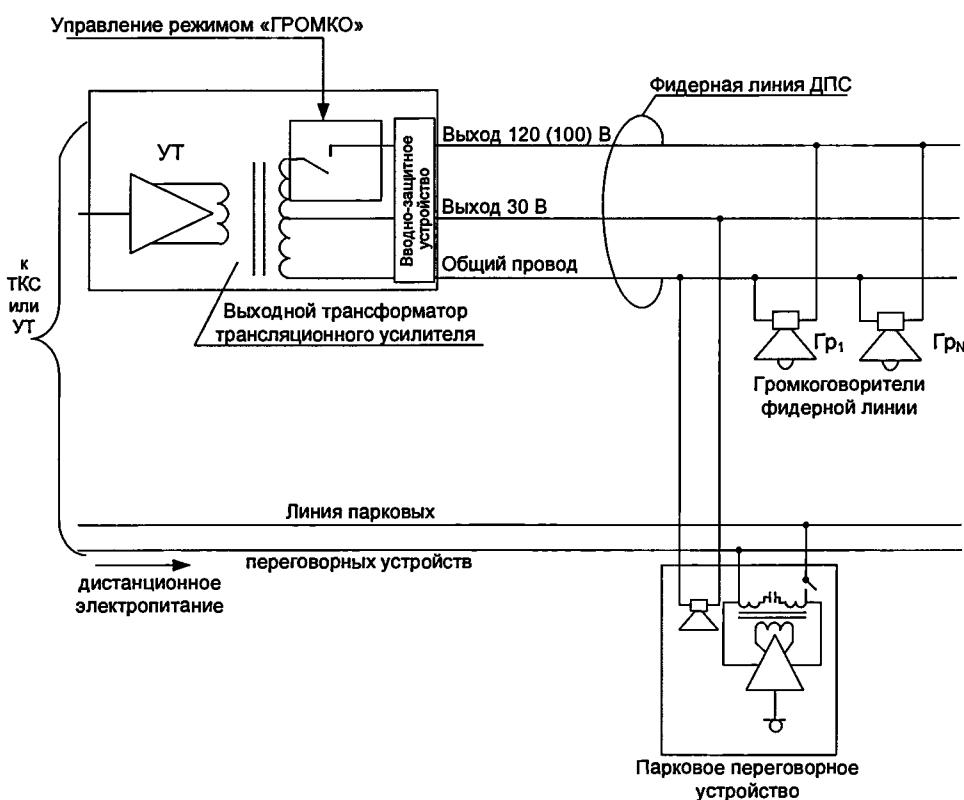 Управление режимом «ГРОМКО»
Фидерная линия ДПС
УТ
Вводно-защитное
устройство
Выход 120 (100) В
Выход 30 В
Общий провод
к
ТКС
или
УТ
Выходной трансформатор
трансляционного усилителя
Гр1
ГрN
Громкоговорители
фидерной линии
Линия парковых
переговорных устройств
дистанционное
электропитание
Парковое переговорное
устройство